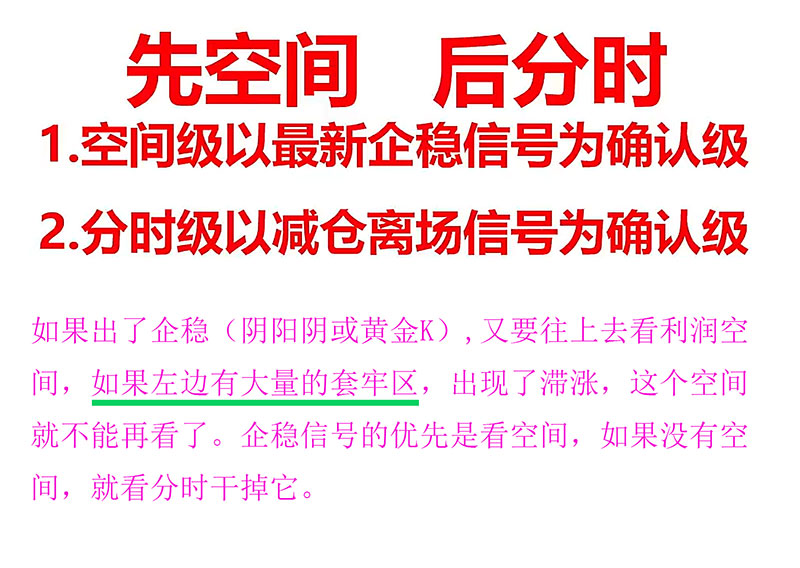 先空间 后分时
1.空间级以最新企稳信号为确认级
2.分时级以减仓离场信号为确认级
如果出了企稳（阴阳阴或黄金K）,又要往上去看利润空
间，如果左边有大量的套牢区，出现了滞涨，这个空间
就不能再看了。企稳信号的优先是看空间，如果没有空
间，就看分时干掉它。